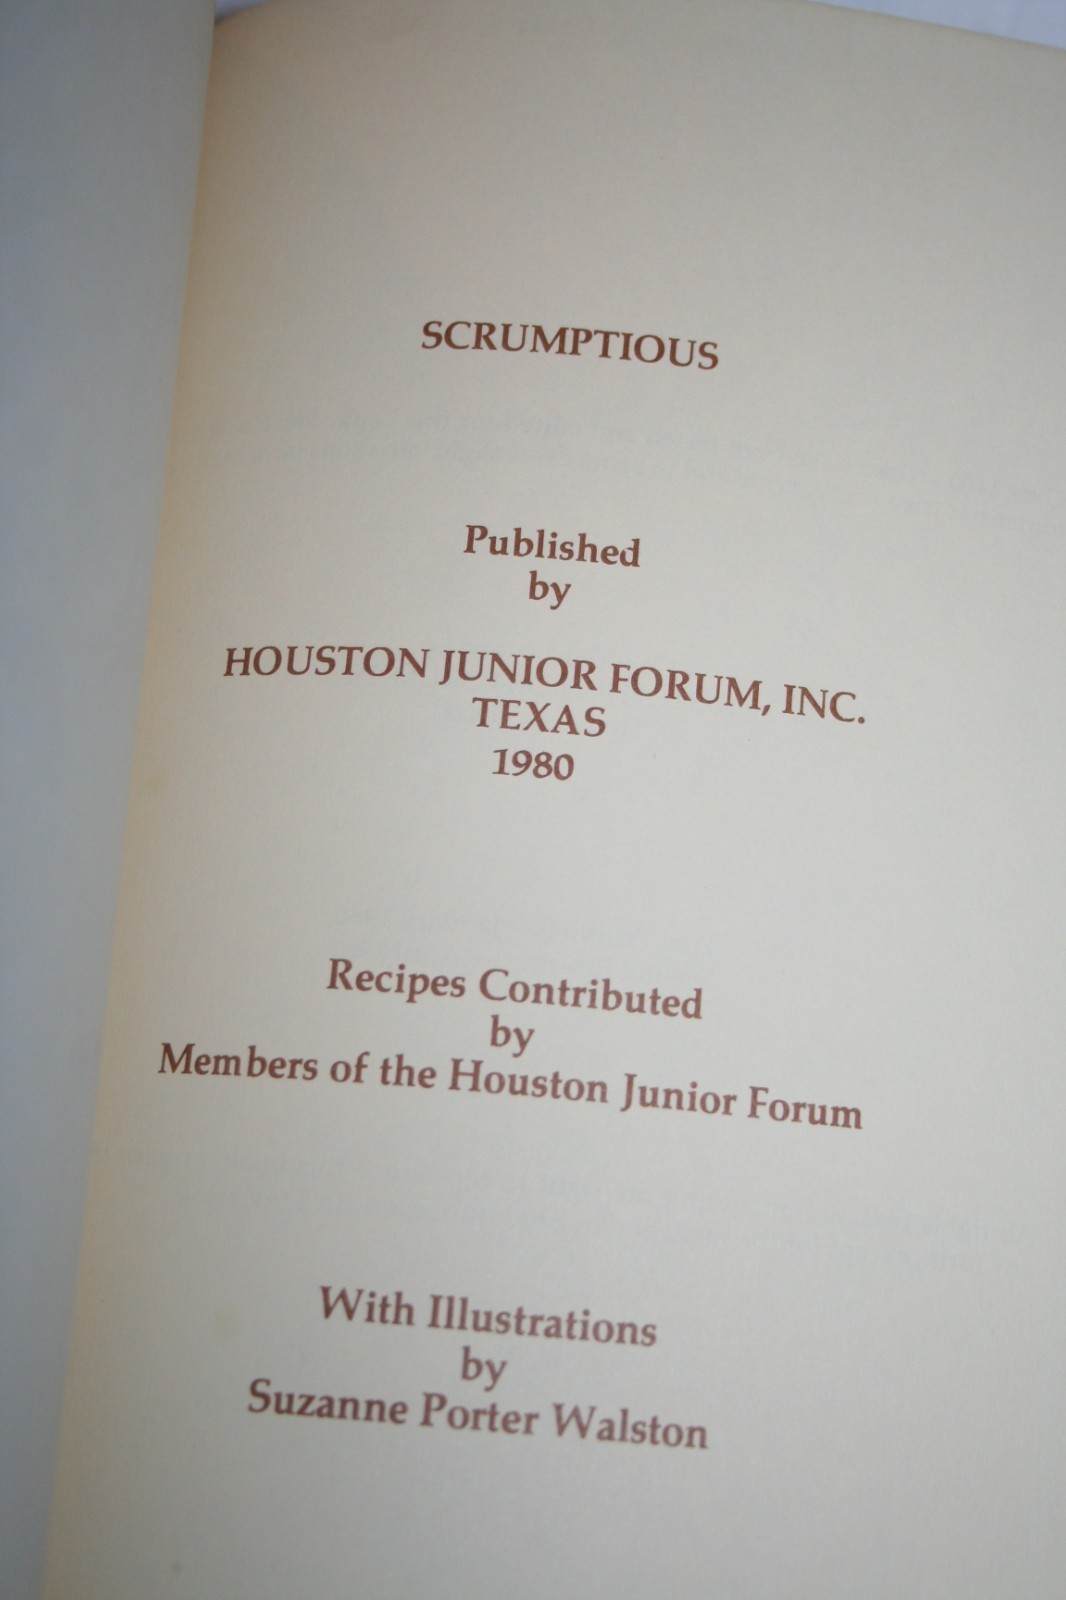 SCRUMPTIOUS
Published
by
HOUSTON JUNIOR FORUM, INC.
TEXAS
1980
Recipes Contributed
by
Members of the Houston Junior Forum
With Illustrations
by
Suzanne Porter Walston